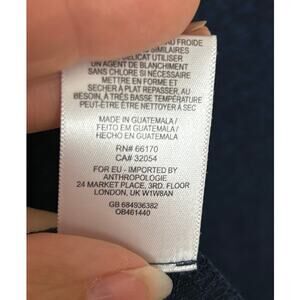 AU FROIDE
SIMILAIRES
DÉLICAT UTILISER
UN AGENT DE BLANCHIMENT
SANS CHLORE SI NÉCESSAIRE
METTRE EN FORME ET
SÉCHER À PLAT REPASSER, AU
BESOIN, À TRÈS BASSE TEMPÉRATURE
PEUT-ÊTRE ÊTRE NETTOYER À SEC
MADE IN GUATEMALA /
FEITO EM GUATEMALA /
HECHO EN GUATEMALA
RN# 66170
CA# 32054
FOR EU - IMPORTED BY
ANTHROPOLOGIE
24 MARKET PLACE, 3RD. FLOOR
LONDON, UK W1W8AN
GB 684936382
OB461440